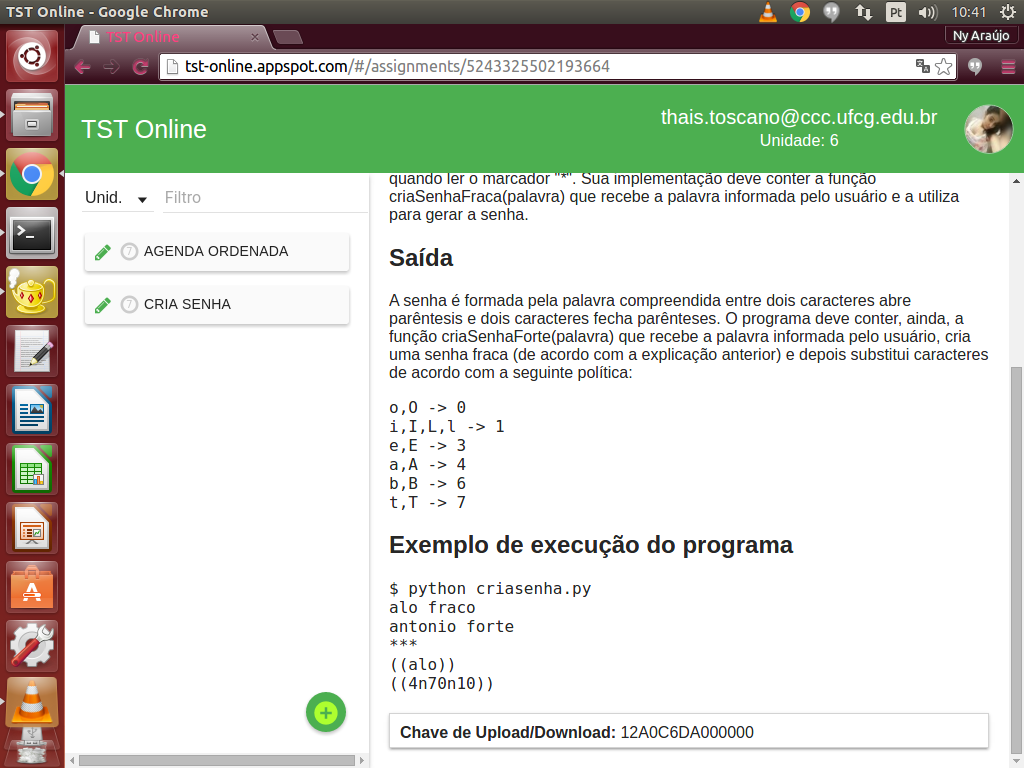 TST Online - Google Chrome
Pt
10:41
TST Online
Ny Araújo
tst-online.appspot.com/#/assignments/5243325502193664
TST Online
thais.toscano@ccc.ufcg.edu.br
Unidade: 6
Unid.
Filtro
7 AGENDA ORDENADA
7 CRIA SENHA
quando ler o marcador "*". Sua implementação deve conter a função
criaSenhaFraca(palavra) que recebe a palavra informada pelo usuário e a utiliza
para gerar a senha.
Saída
A senha é formada pela palavra compreendida entre dois caracteres abre
parêntesis e dois caracteres fecha parênteses. O programa deve conter, ainda, a
função criaSenhaForte(palavra) que recebe a palavra informada pelo usuário, cria
uma senha fraca (de acordo com a explicação anterior) e depois substitui caracteres
de acordo com a seguinte política:
o,O -> 0
i,I,L,l -> 1
e,E -> 3
a,A -> 4
b,B -> 6
t,T -> 7
Exemplo de execução do programa
$ python criasenha.py
alo fraco
antonio forte
***
((alo))
((4n70n10))
Chave de Upload/Download: 12A0C6DA000000